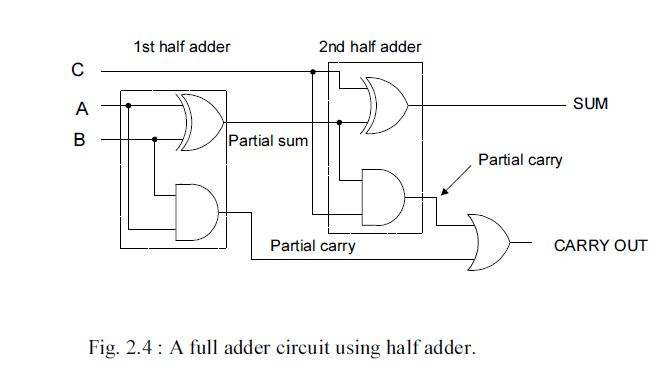 1st half adder
2nd half adder
C
A
B
SUM
Partial sum
Partial carry
Partial carry
CARRY OUT
Fig. 2.4 : A full adder circuit using half adder.